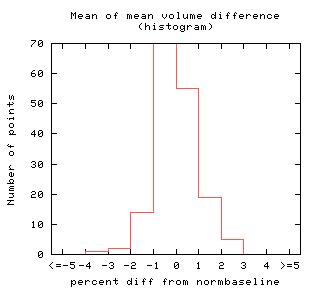 Mean of mean volume difference
(histogram)
70
60
50
40
30
20
10
0
Number of points
<=-5 -4 -3 -2 -1 0 1 2 3 4 >=5
percent diff from normbaseline